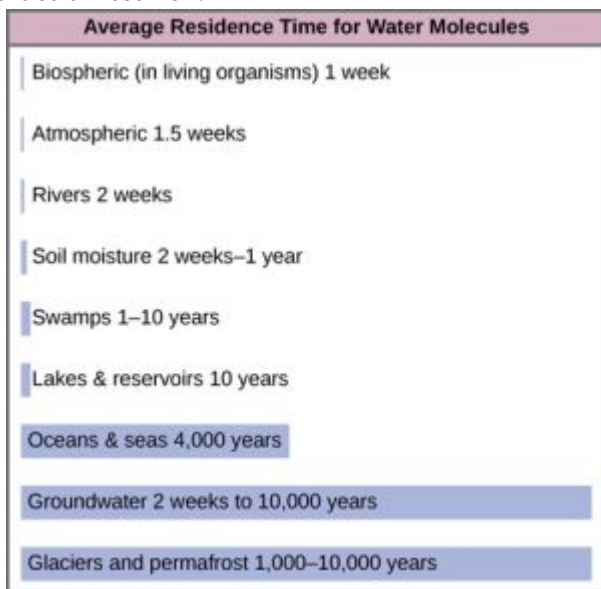 Average Residence Time for Water Molecules
Biospheric (in living organisms) 1 week
Atmospheric 1.5 weeks
Rivers 2 weeks
Soil moisture 2 weeks–1 year
Swamps 1–10 years
Lakes & reservoirs 10 years
Oceans & seas 4,000 years
Groundwater 2 weeks to 10,000 years
Glaciers and permafrost 1,000–10,000 years